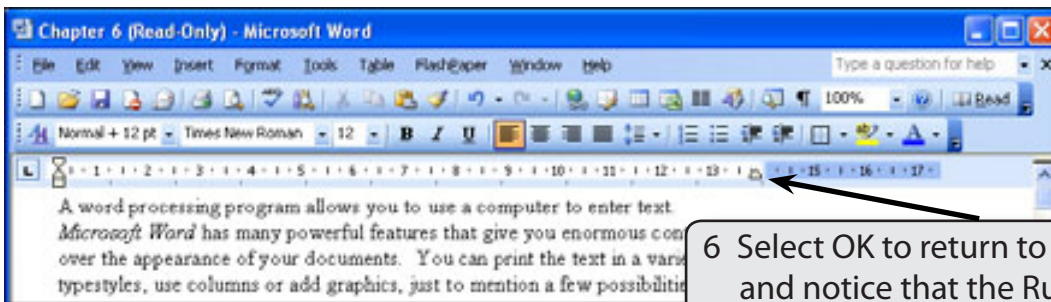 Chapter 6 (Read-Only) - Microsoft Word
File Edit View Insert Format Tools Table FlashPaper Window Help Type a question for help
100% Read
Normal + 12 pt Times New Roman 12 B I U
1 2 3 4 5 6 7 8 9 10 11 12 13 15 16 17
A word processing program allows you to use a computer to enter text.
Microsoft Word has many powerful features that give you enormous con
over the appearance of your documents. You can print the text in a varie
typestyles, use columns or add graphics, just to mention a few possibilitie
6 Select OK to return to
and notice that the Ru